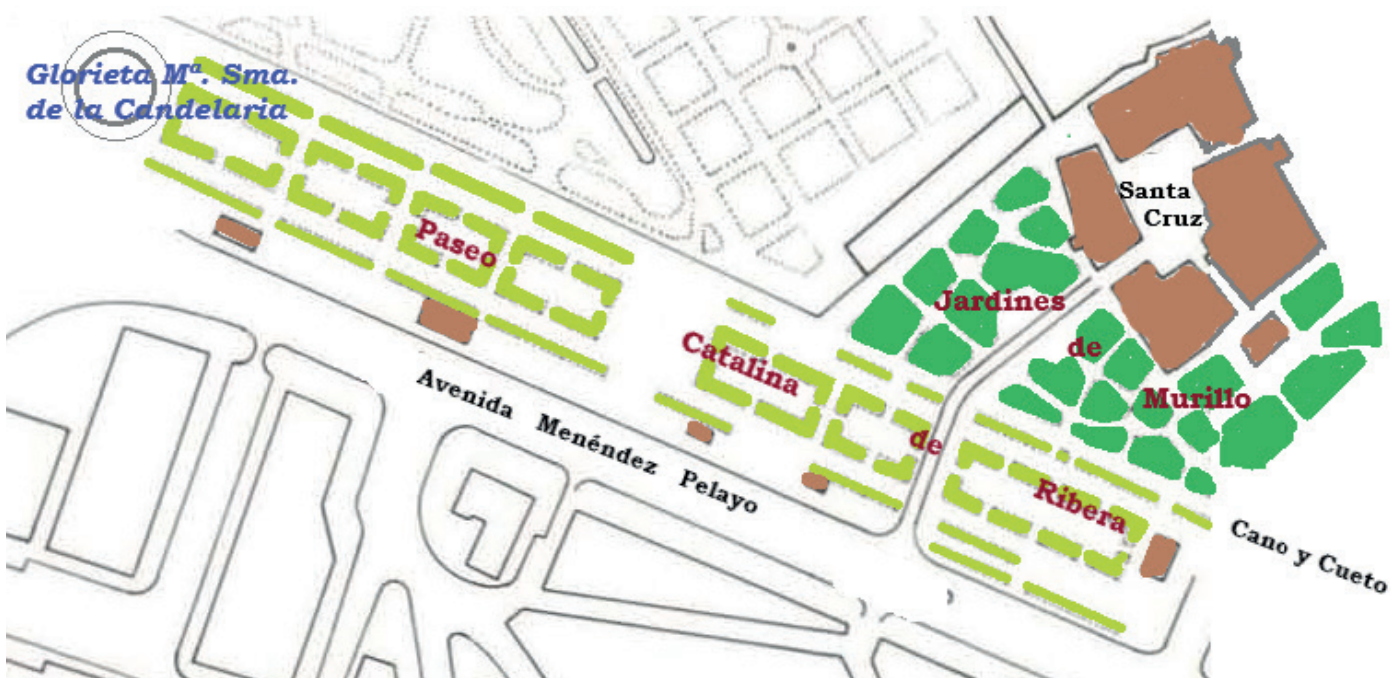 Glorieta Mª. Sma.
de la Candelaria
Santa
Cruz
Paseo
Catalina
de
Ribera
Jardines
de
Murillo
Avenida Menéndez Pelayo
Cano y Cueto